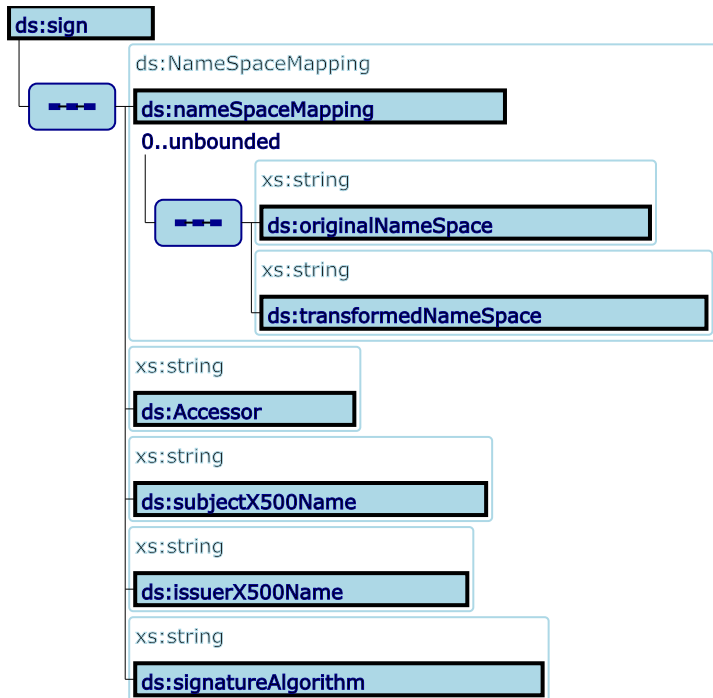 ds:sign
ds:NameSpaceMapping
ds:nameSpaceMapping
0..unbounded
xs:string
ds:originalNameSpace
xs:string
ds:transformedNameSpace
xs:string
ds:Accessor
xs:string
ds:subjectX500Name
xs:string
ds:issuerX500Name
xs:string
ds:signatureAlgorithm